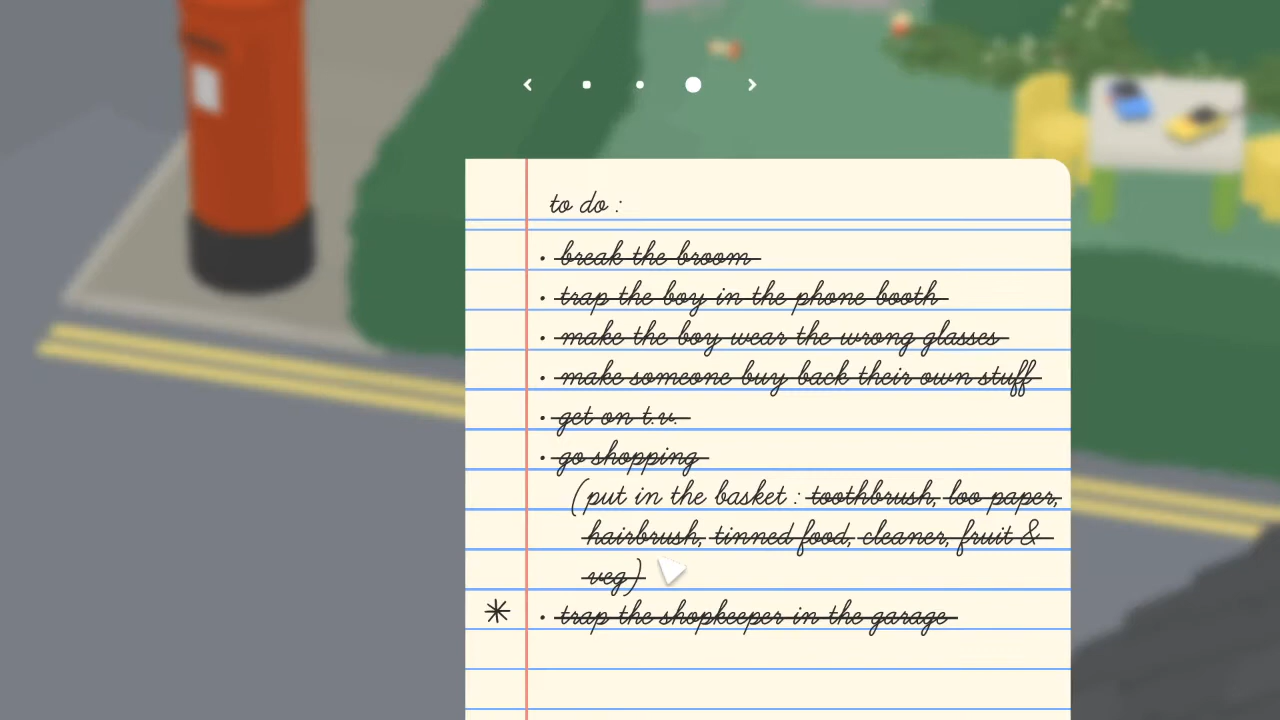 to do :
• break the broom
• trap the boy in the phone booth
• make the boy wear the wrong glasses
• make someone buy back their own stuff
• get on t.v.
• go shopping
(put in the basket : toothbrush, loo paper,
hairbrush, tinned food, cleaner, fruit &
veg)
* • trap the shopkeeper in the garage